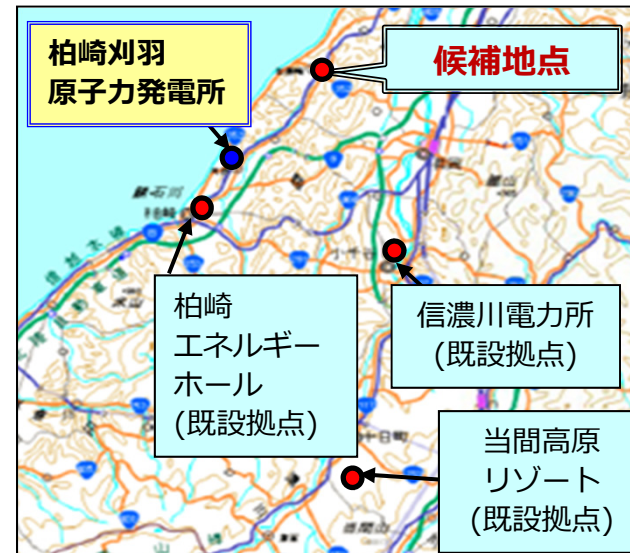 柏崎刈羽
原子力発電所
候補地点
柏崎
エネルギー
ホール
(既設拠点)
信濃川電力所
(既設拠点)
当間高原
リゾート
(既設拠点)